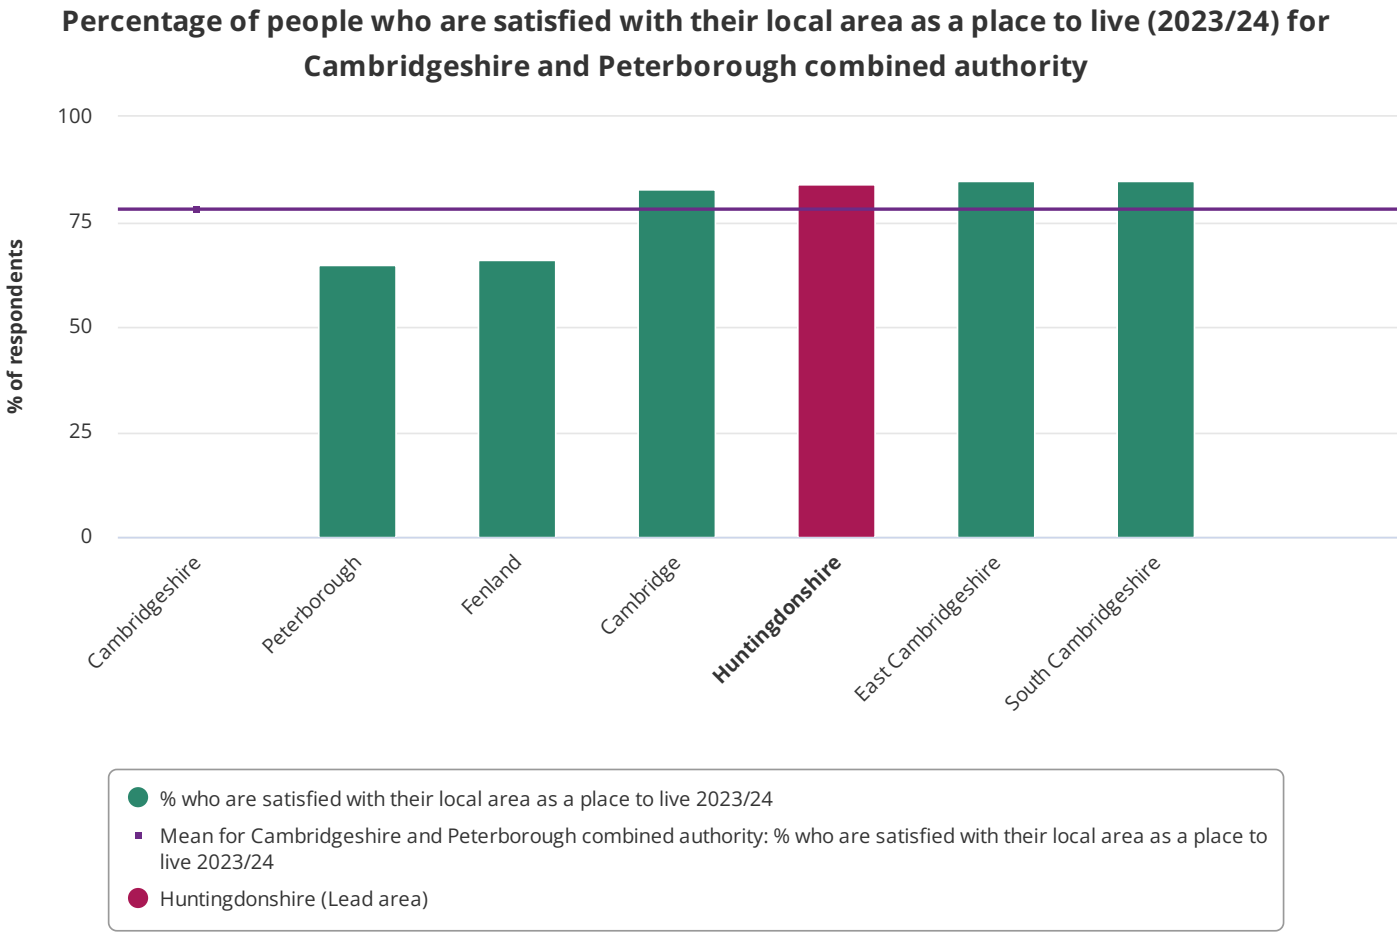 Percentage of people who are satisfied with their local area as a place to live (2023/24) for
Cambridgeshire and Peterborough combined authority
100
75
50
25
0
% of respondents
Cambridgeshire
Peterborough
Fenland
Cambridge
Huntingdonshire
East Cambridgeshire
South Cambridgeshire
% who are satisfied with their local area as a place to live 2023/24
Mean for Cambridgeshire and Peterborough combined authority: % who are satisfied with their local area as a place to
live 2023/24
Huntingdonshire (Lead area)